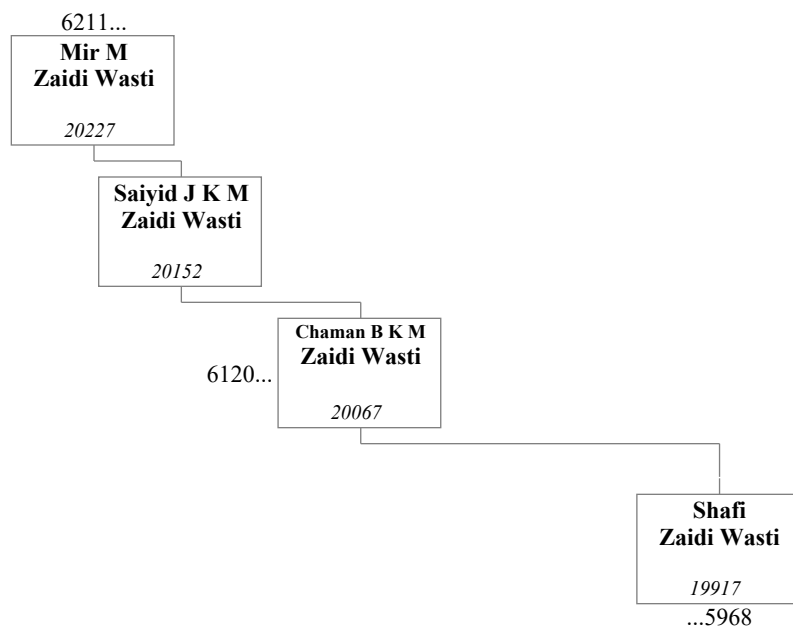 6211...
Mir M
Zaidi Wasti
20227
Saiyid J K M
Zaidi Wasti
20152
Chaman B K M
Zaidi Wasti
6120...
20067
Shafi
Zaidi Wasti
19917
...5968